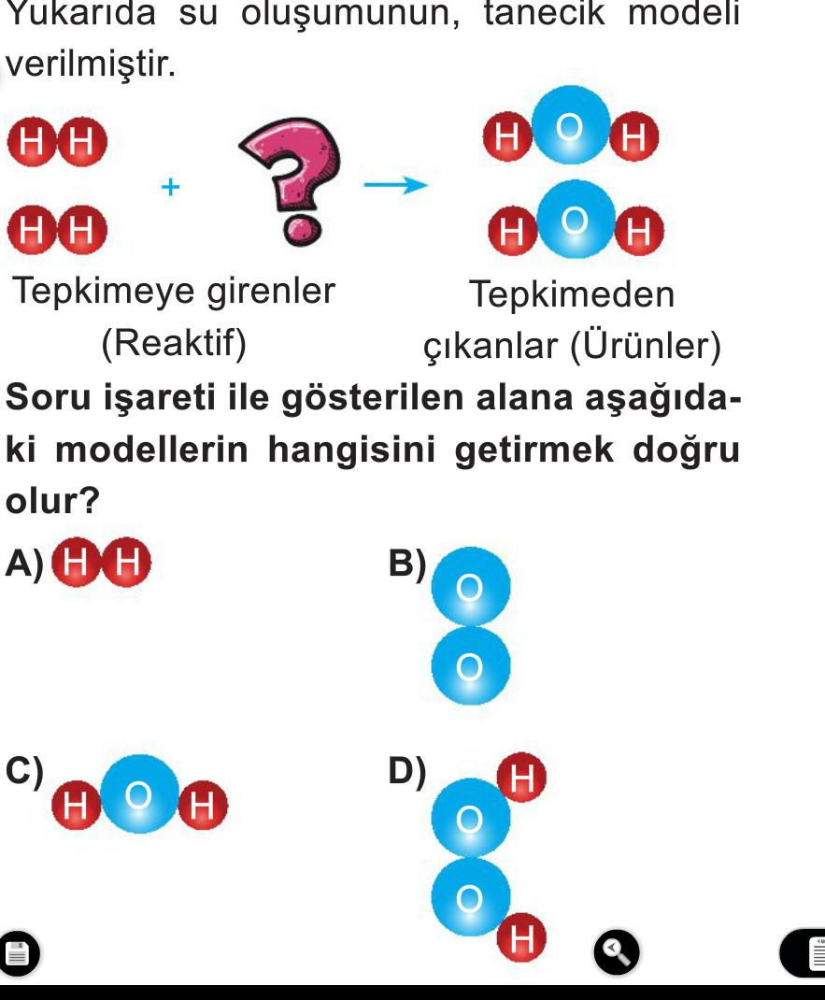 Yukarıda su oluşumunun, tanecik modeli
verilmiştir.
H H
H H
+
?
H O H
H O H
Tepkimeye girenler
(Reaktif)
Tepkimeden
çıkanlar (Ürünler)
Soru işareti ile gösterilen alana aşağıda-
ki modellerin hangisini getirmek doğru
olur?
A) H H
B) O
O
C) H O H
D) H
O
O
H